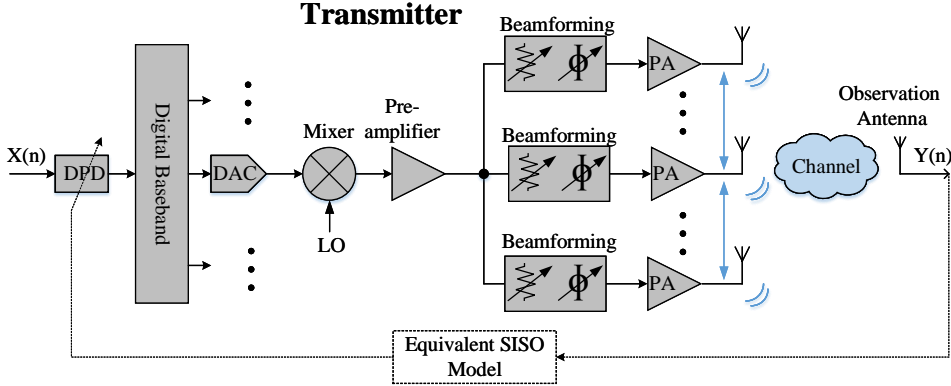 Transmitter
Beamforming
ϕ
PA
Pre-
amplifier
Mixer
Observation
Antenna
X(n)
DPD
Digital Baseband
DAC
LO
Beamforming
ϕ
PA
Channel
Y(n)
Beamforming
ϕ
PA
Equivalent SISO
Model